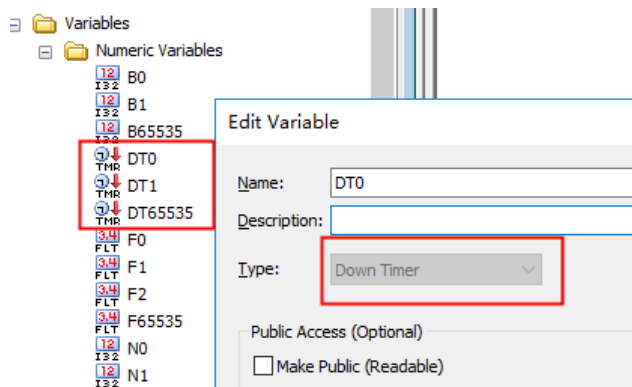 Variables
Numeric Variables
12 I32 B0
12 I32 B1
12 I32 B65535
TMR DT0
TMR DT1
TMR DT65535
3.4 FLT F0
3.4 FLT F1
3.4 FLT F2
3.4 FLT F65535
12 I32 N0
12 I32 N1
Edit Variable
Name: DT0
Description:
Type: Down Timer
Public Access (Optional)
Make Public (Readable)